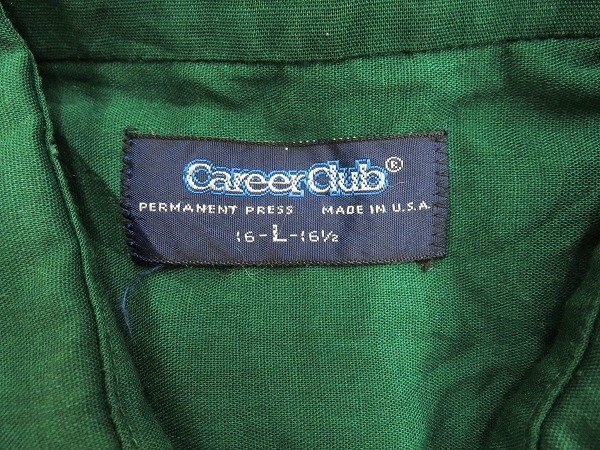 Career Club®
PERMANENT PRESS MADE IN U.S.A.
16-L-16½